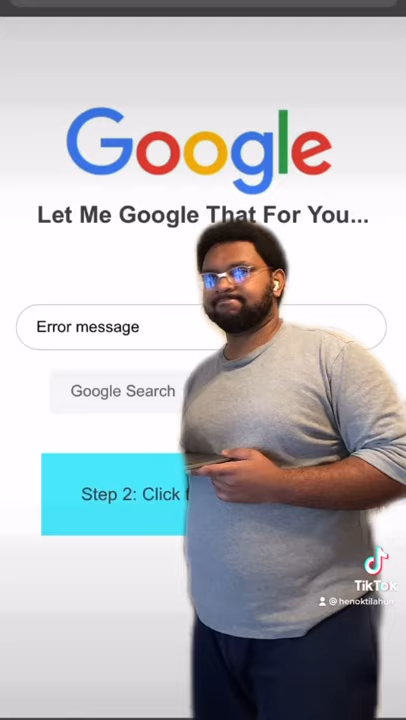 Google
Let Me Google That For You...
Error message
Google Search
Step 2: Click
TikTok
@henoktilahun